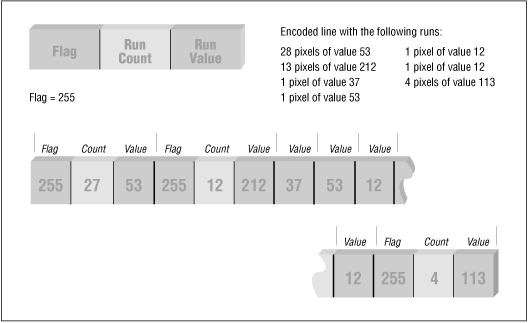 Flag Run Count Run Value
Flag = 255
Encoded line with the following runs:
28 pixels of value 53 1 pixel of value 12
13 pixels of value 212 1 pixel of value 12
1 pixel of value 37 4 pixels of value 113
1 pixel of value 53
Flag Count Value Flag Count Value Value Value Value
255 27 53 255 12 212 37 53 12
Value Flag Count Value
12 255 4 113